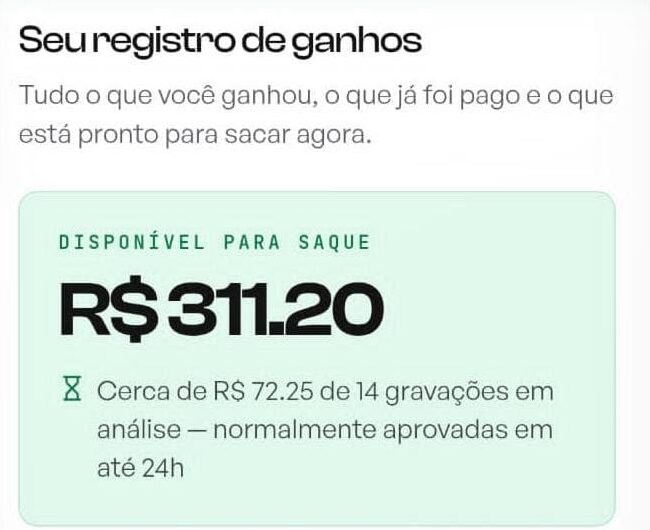 Seu registro de ganhos
Tudo o que você ganhou, o que já foi pago e o que
está pronto para sacar agora.
DISPONÍVEL PARA SAQUE
R$ 311.20
Cerca de R$ 72.25 de 14 gravações em
análise — normalmente aprovadas em
até 24h